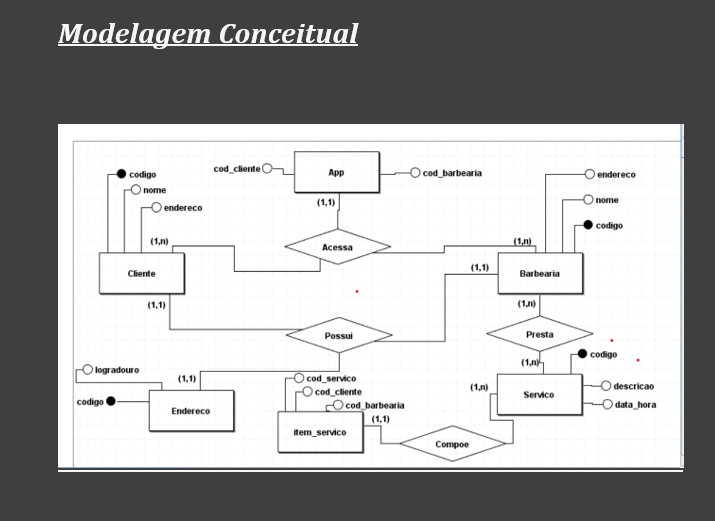 Modelagem Conceitual
App
cod_cliente
cod_barbearia
(1,1)
codigo
nome
endereco
(1,n)
Cliente
(1,1)
Acessa
endereco
nome
codigo
(1,n)
(1,1)
Barbearia
(1,n)
Possui
Presta
(1,n)
codigo
logradouro
(1,1)
codigo
Endereco
cod_servico
cod_cliente
cod_barbearia
(1,1)
item_servico
Compoe
(1,n)
Servico
descricao
data_hora